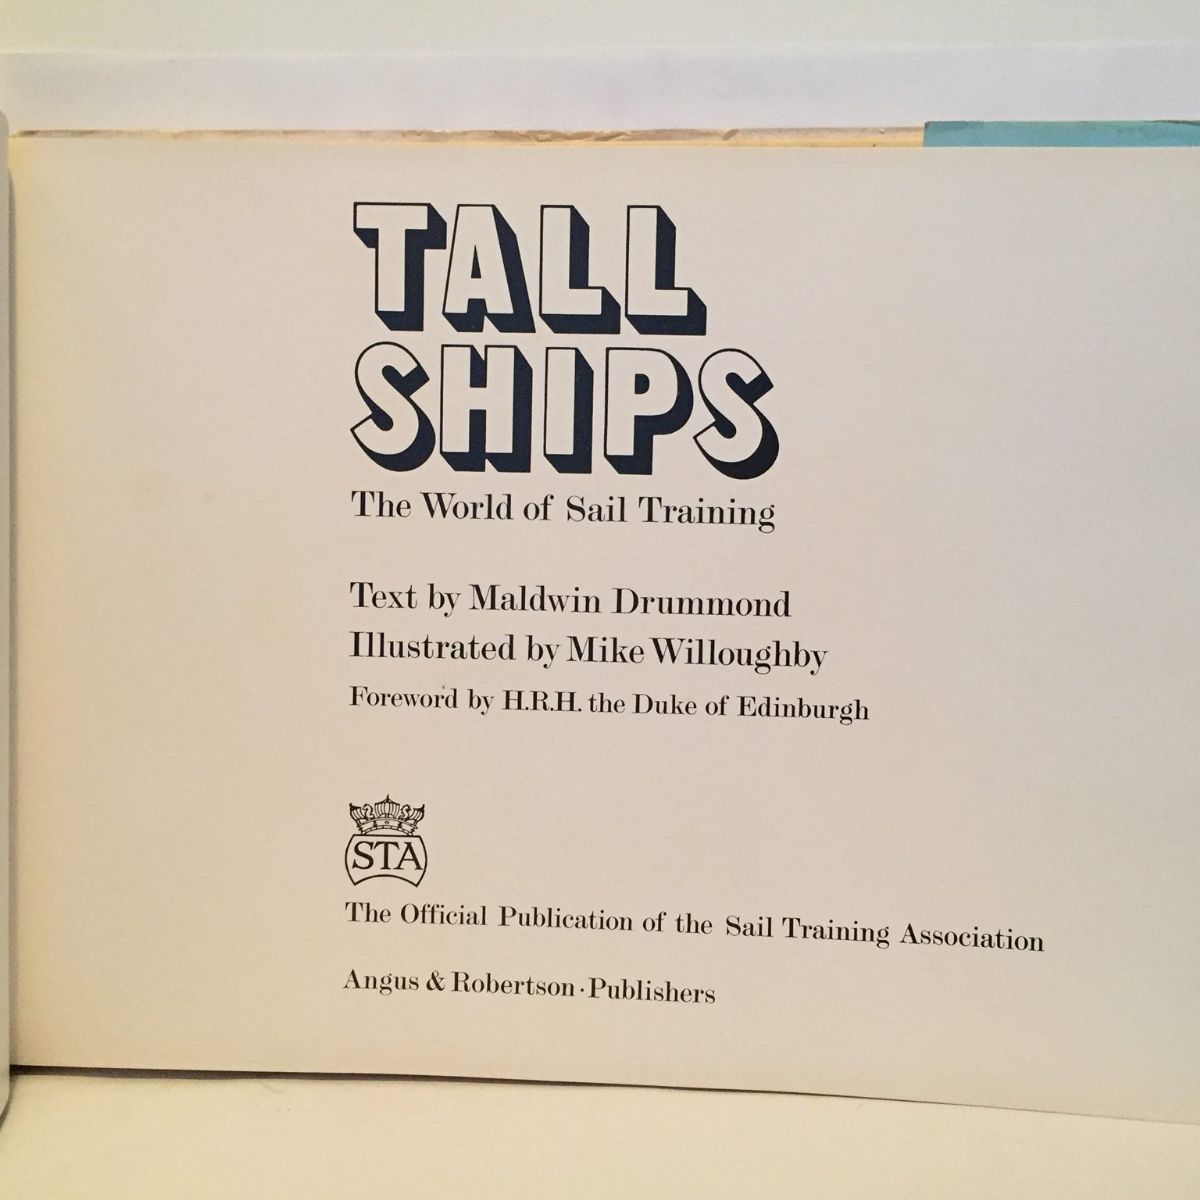 TALL
SHIPS
The World of Sail Training
Text by Maldwin Drummond
Illustrated by Mike Willoughby
Foreword by H.R.H. the Duke of Edinburgh
STA
The Official Publication of the Sail Training Association
Angus & Robertson · Publishers